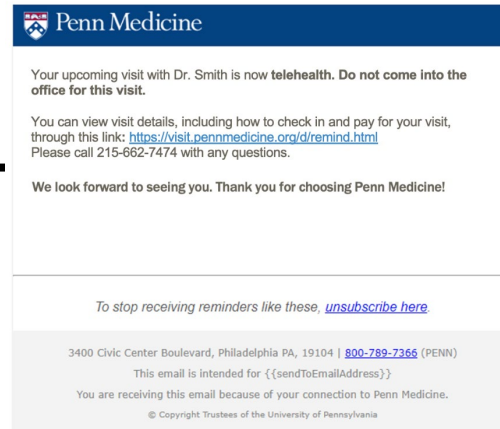 Penn Medicine
Your upcoming visit with Dr. Smith is now telehealth. Do not come into the
office for this visit.
You can view visit details, including how to check in and pay for your visit,
through this link: https://visit.pennmedicine.org/d/remind.html
Please call 215-662-7474 with any questions.
We look forward to seeing you. Thank you for choosing Penn Medicine!
To stop receiving reminders like these, unsubscribe here.
3400 Civic Center Boulevard, Philadelphia PA, 19104 | 800-789-7366 (PENN)
This email is intended for {{sendToEmailAddress}}
You are receiving this email because of your connection to Penn Medicine.
© Copyright Trustees of the University of Pennsylvania